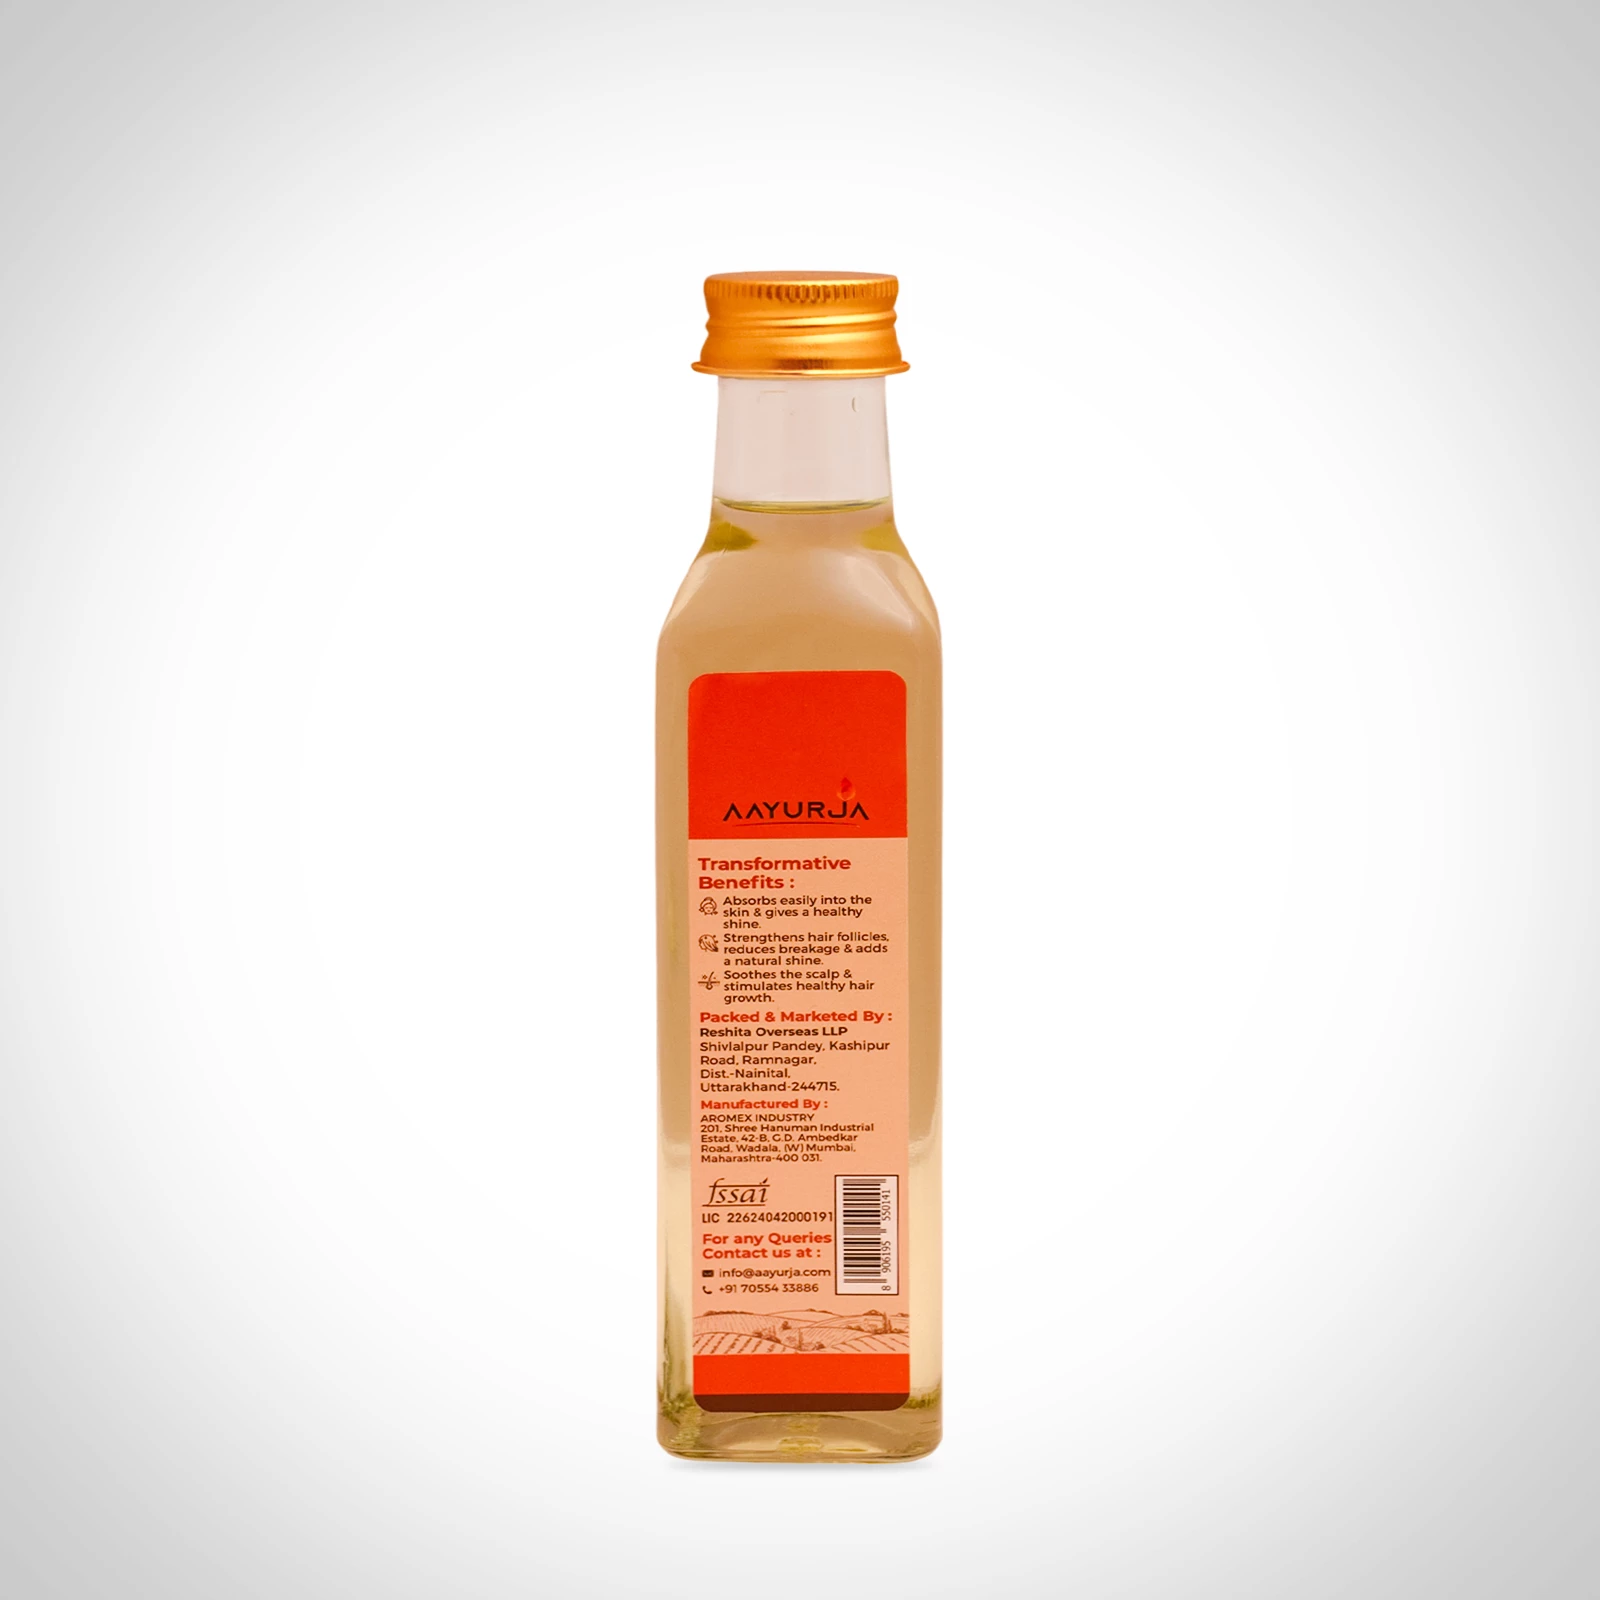 AAYURJA
Transformative
Benefits :
Absorbs easily into the
skin & gives a healthy
shine.
Strengthens hair follicles,
reduces breakage & adds
a natural shine.
Soothes the scalp &
stimulates healthy hair
growth.
Packed & Marketed By :
Reshita Overseas LLP
Shivlalpur Pandey, Kashipur
Road, Ramnagar,
Dist.-Nainital,
Uttarakhand-244715.
Manufactured By :
AROMEX INDUSTRY
201, Shree Hanuman Industrial
Estate, 42-B, G.D. Ambedkar
Road, Wadala, (W) Mumbai,
Maharashtra-400 031.
fssai
LIC 22624042000191
For any Queries
Contact us at :
info@aayurja.com
+91 70554 33886
8 906195 550141